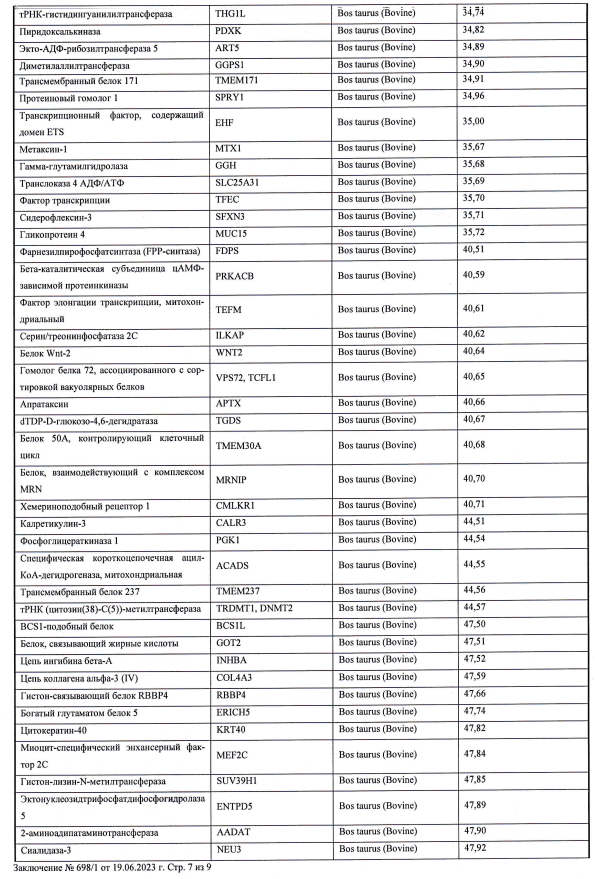 тРНК-гистидингуанилилтрансфераза THG1L Bos taurus (Bovine) 34,74
Пиридоксалькиназа PDXK Bos taurus (Bovine) 34,82
Экто-АДФ-рибозилтрансфераза 5 ART5 Bos taurus (Bovine) 34,89
Диметилаллилтрансфераза GGPS1 Bos taurus (Bovine) 34,90
Трансмембранный белок 171 TMEM171 Bos taurus (Bovine) 34,91
Протеиновый гомолог 1 SPRY1 Bos taurus (Bovine) 34,96
Транскрипционный фактор, содержащий
домен ETS EHF Bos taurus (Bovine) 35,00
Метаксин-1 MTX1 Bos taurus (Bovine) 35,67
Гамма-глутамилгидролаза GGH Bos taurus (Bovine) 35,68
Транслоказа 4 АДФ/АТФ SLC25A31 Bos taurus (Bovine) 35,69
Фактор транскрипции TFEC Bos taurus (Bovine) 35,70
Сидерофлексин-3 SFXN3 Bos taurus (Bovine) 35,71
Гликопротеин 4 MUC15 Bos taurus (Bovine) 35,72
Фарнезилпирофосфатсинтаза (FPP-синтаза) FDPS Bos taurus (Bovine) 40,51
Бета-каталитическая субъединица цАМФ-
зависимой протеинкиназы PRKACB Bos taurus (Bovine) 40,59
Фактор элонгации транскрипции, митохон-
дриальный TEFM Bos taurus (Bovine) 40,61
Серин/треонинфосфатаза 2С ILKAP Bos taurus (Bovine) 40,62
Белок Wnt-2 WNT2 Bos taurus (Bovine) 40,64
Гомолог белка 72, ассоциированного с сор-
тировкой вакуолярных белков VPS72, TCFL1 Bos taurus (Bovine) 40,65
Апратаксин APTX Bos taurus (Bovine) 40,66
dTDP-D-глюкозо-4,6-дегидратаза TGDS Bos taurus (Bovine) 40,67
Белок 50А, контролирующий клеточный
цикл TMEM30A Bos taurus (Bovine) 40,68
Белок, взаимодействующий с комплексом
MRN MRNIP Bos taurus (Bovine) 40,70
Хемериноподобный рецептор 1 CMLKR1 Bos taurus (Bovine) 40,71
Калретикулин-3 CALR3 Bos taurus (Bovine) 44,51
Фосфоглицераткиназа 1 PGK1 Bos taurus (Bovine) 44,54
Специфическая короткоцепочечная ацил-
КоА-дегидрогеназа, митохондриальная ACADS Bos taurus (Bovine) 44,55
Трансмембранный белок 237 TMEM237 Bos taurus (Bovine) 44,56
тРНК (цитозин(38)-С(5))-метилтрансфераза TRDMT1, DNMT2 Bos taurus (Bovine) 44,57
BCS1-подобный белок BCS1L Bos taurus (Bovine) 47,50
Белок, связывающий жирные кислоты GOT2 Bos taurus (Bovine) 47,51
Цепь ингибина бета-А INHBA Bos taurus (Bovine) 47,52
Цепь коллагена альфа-3 (IV) COL4A3 Bos taurus (Bovine) 47,59
Гистон-связывающий белок RBBP4 RBBP4 Bos taurus (Bovine) 47,66
Богатый глутаматом белок 5 ERICH5 Bos taurus (Bovine) 47,74
Цитокератин-40 KRT40 Bos taurus (Bovine) 47,82
Миоцит-специфический энхансерный фак-
тор 2С MEF2C Bos taurus (Bovine) 47,84
Гистон-лизин-N-метилтрансфераза SUV39H1 Bos taurus (Bovine) 47,85
Эктонуклеозидтрифосфатдифосфогидролаза
5 ENTPD5 Bos taurus (Bovine) 47,89
2-аминоадипатаминотрансфераза AADAT Bos taurus (Bovine) 47,90
Сиалидаза-3 NEU3 Bos taurus (Bovine) 47,92
Заключение № 698/1 от 19.06.2023 г. Стр. 7 из 9